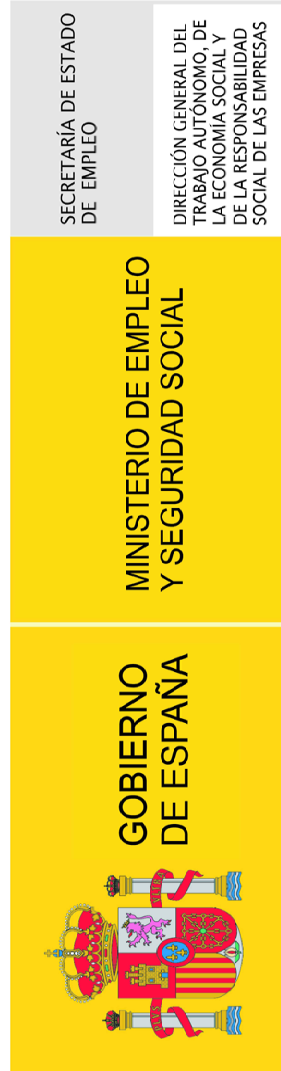 GOBIERNO
DE ESPAÑA
MINISTERIO DE EMPLEO
Y SEGURIDAD SOCIAL
SECRETARÍA DE ESTADO
DE EMPLEO
DIRECCIÓN GENERAL DEL
TRABAJO AUTÓNOMO, DE
LA ECONOMÍA SOCIAL Y
DE LA RESPONSABILIDAD
SOCIAL DE LAS EMPRESAS